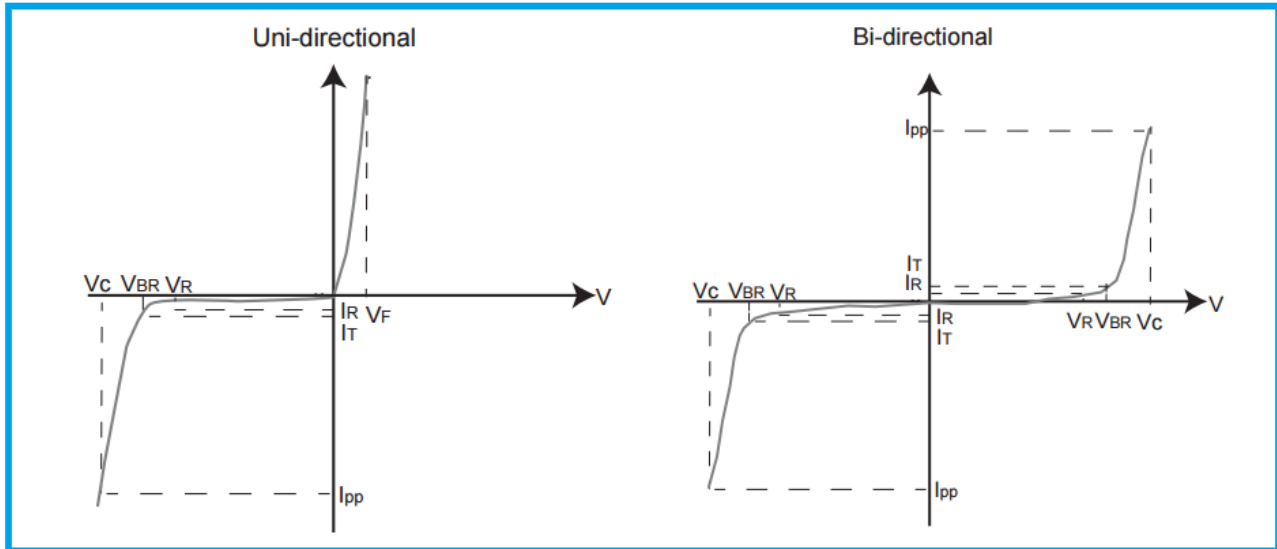 Uni-directional
Vc VBR VR
V
IR
VF
IT
Ipp
Bi-directional
Ipp
IT
IR
Vc VBR VR
V
IR
IT
VR VBR Vc
Ipp